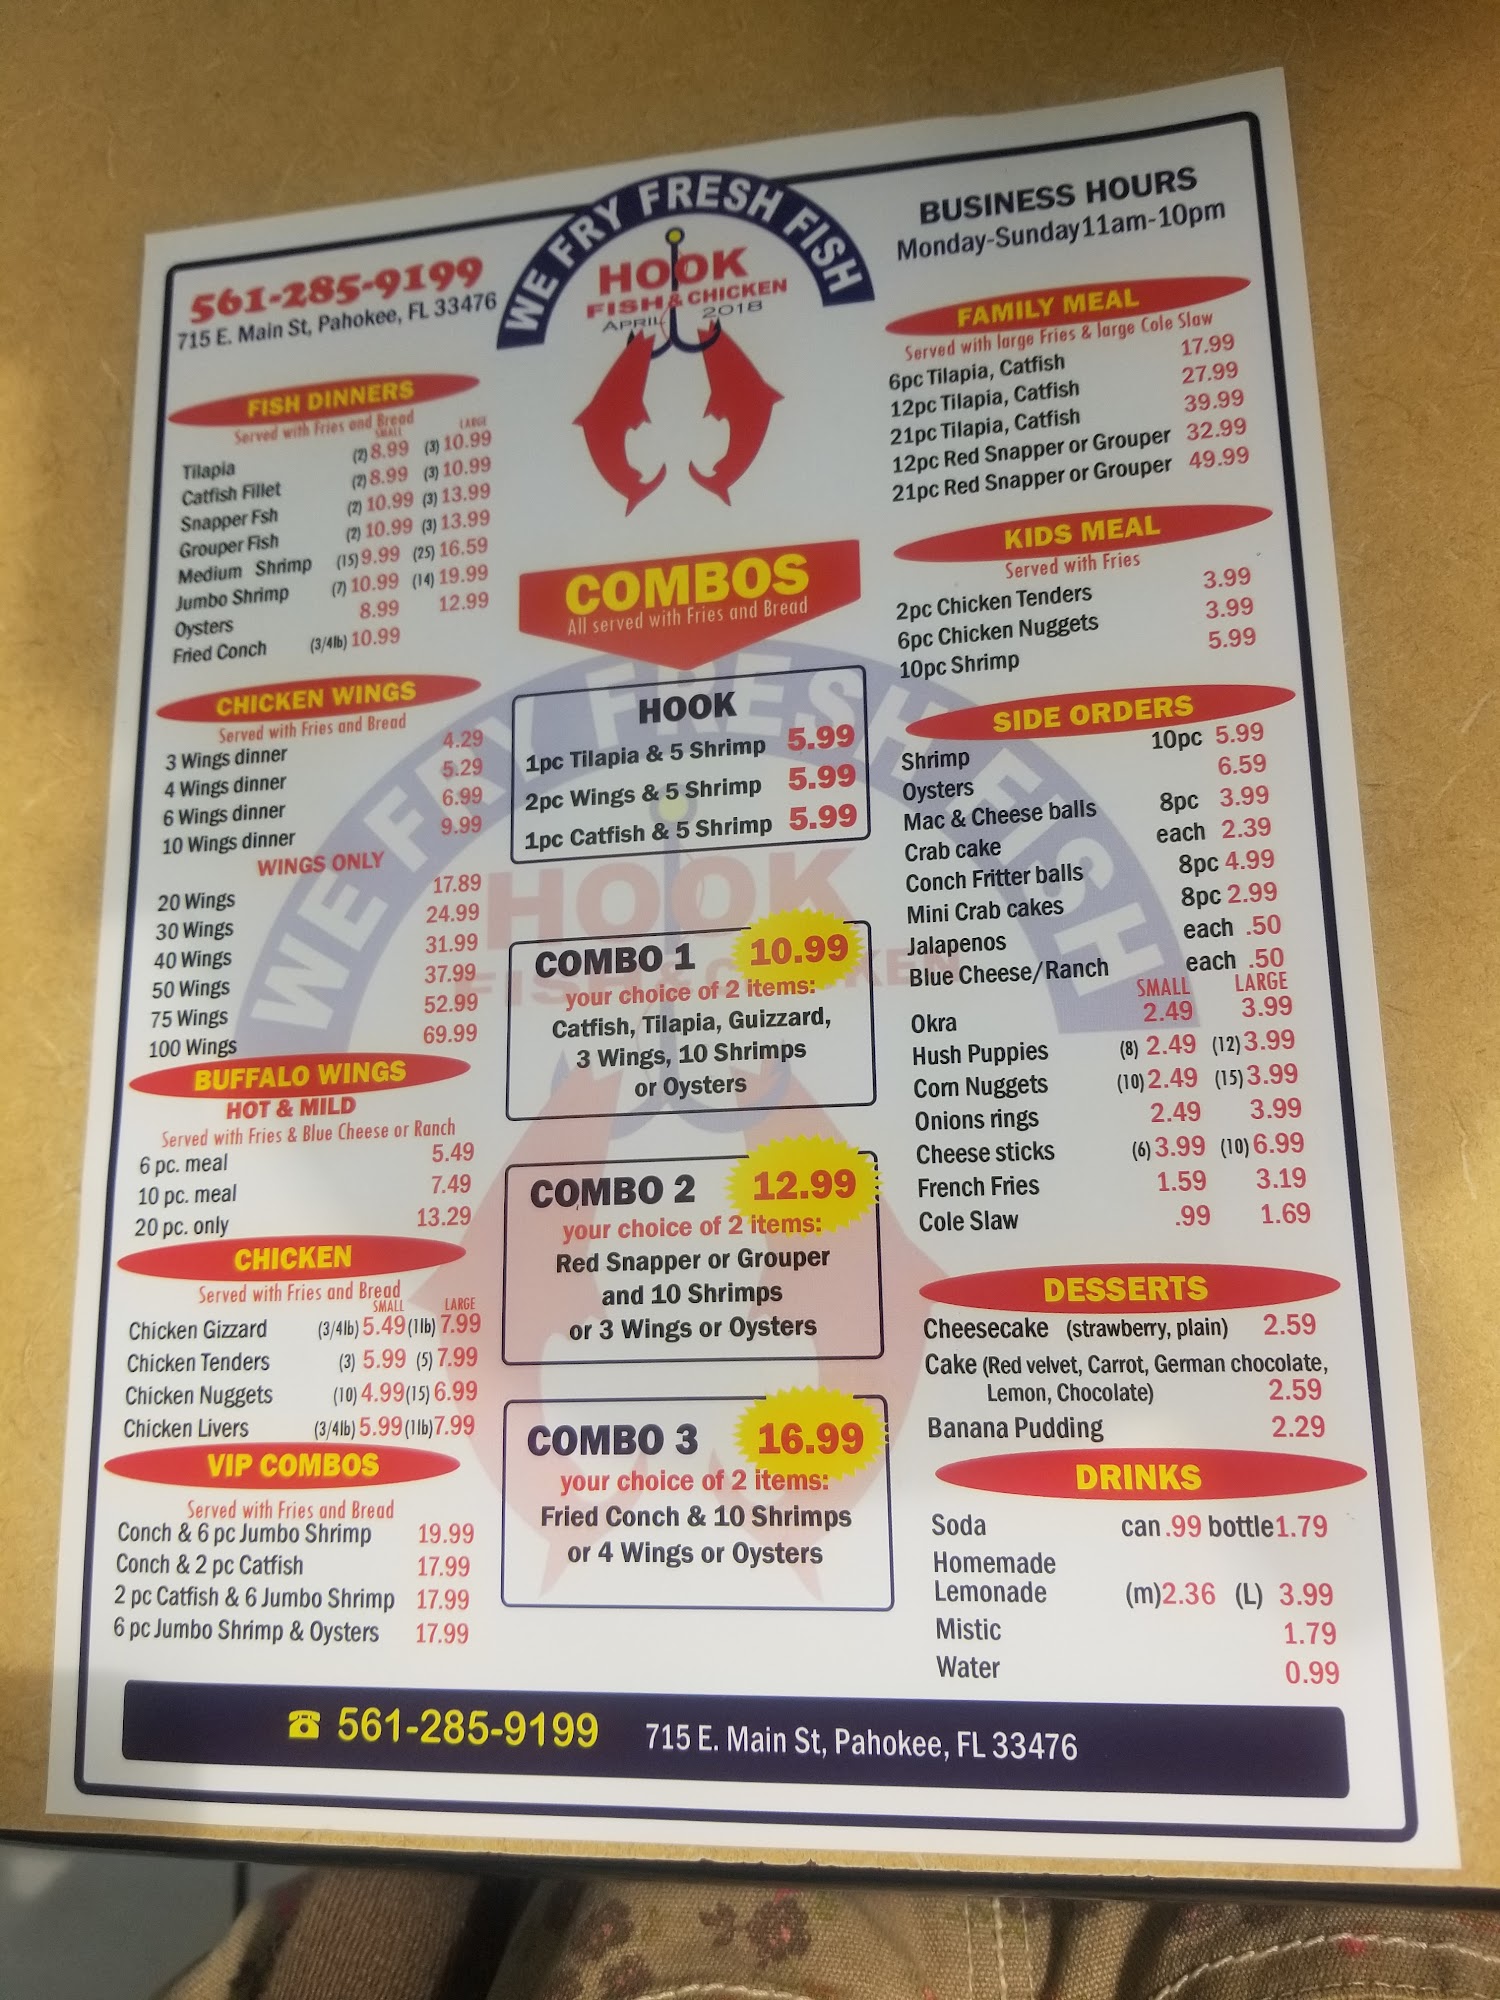 561-285-9199
715 E. Main St, Pahokee, FL 33476
WE FRY FRESH FISH
HOOK
FISH & CHICKEN
APRIL 2018
BUSINESS HOURS
Monday-Sunday11am-10pm
FISH DINNERS
Served with Fries and Bread
SMALL LARGE
Tilapia (2) 8.99 (3) 10.99
Catfish Fillet (2) 8.99 (3) 10.99
Snapper Fsh (2) 10.99 (3) 13.99
Grouper Fish (2) 10.99 (3) 13.99
Medium Shrimp (15) 9.99 (25) 16.59
Jumbo Shrimp (7) 10.99 (14) 19.99
Oysters 8.99 12.99
Fried Conch (3/4lb) 10.99
CHICKEN WINGS
Served with Fries and Bread
3 Wings dinner 4.29
4 Wings dinner 5.29
6 Wings dinner 6.99
10 Wings dinner 9.99
WINGS ONLY
20 Wings 17.89
30 Wings 24.99
40 Wings 31.99
50 Wings 37.99
75 Wings 52.99
100 Wings 69.99
BUFFALO WINGS
HOT & MILD
Served with Fries & Blue Cheese or Ranch
6 pc. meal 5.49
10 pc. meal 7.49
20 pc. only 13.29
CHICKEN
Served with Fries and Bread
SMALL LARGE
Chicken Gizzard (3/4lb) 5.49 (1lb) 7.99
Chicken Tenders (3) 5.99 (5) 7.99
Chicken Nuggets (10) 4.99 (15) 6.99
Chicken Livers (3/4lb) 5.99 (1lb) 7.99
VIP COMBOS
Served with Fries and Bread
Conch & 6 pc Jumbo Shrimp 19.99
Conch & 2 pc Catfish 17.99
2 pc Catfish & 6 Jumbo Shrimp 17.99
6 pc Jumbo Shrimp & Oysters 17.99
COMBOS
All served with Fries and Bread
HOOK
1pc Tilapia & 5 Shrimp 5.99
2pc Wings & 5 Shrimp 5.99
1pc Catfish & 5 Shrimp 5.99
COMBO 1 10.99
your choice of 2 items:
Catfish, Tilapia, Guizzard,
3 Wings, 10 Shrimps
or Oysters
COMBO 2 12.99
your choice of 2 items:
Red Snapper or Grouper
and 10 Shrimps
or 3 Wings or Oysters
COMBO 3 16.99
your choice of 2 items:
Fried Conch & 10 Shrimps
or 4 Wings or Oysters
WE FRY FRESH FISH
HOOK
FISH & CHICKEN
FAMILY MEAL
Served with large Fries & large Cole Slaw
6pc Tilapia, Catfish 17.99
12pc Tilapia, Catfish 27.99
21pc Tilapia, Catfish 39.99
12pc Red Snapper or Grouper 32.99
21pc Red Snapper or Grouper 49.99
KIDS MEAL
Served with Fries
2pc Chicken Tenders 3.99
6pc Chicken Nuggets 3.99
10pc Shrimp 5.99
SIDE ORDERS
Shrimp 10pc 5.99
Oysters 6.59
Mac & Cheese balls 8pc 3.99
Crab cake each 2.39
Conch Fritter balls 8pc 4.99
Mini Crab cakes 8pc 2.99
Jalapenos each .50
Blue Cheese/Ranch each .50
SMALL LARGE
Okra 2.49 3.99
Hush Puppies (8) 2.49 (12) 3.99
Corn Nuggets (10) 2.49 (15) 3.99
Onions rings 2.49 3.99
Cheese sticks (6) 3.99 (10) 6.99
French Fries 1.59 3.19
Cole Slaw .99 1.69
DESSERTS
Cheesecake (strawberry, plain) 2.59
Cake (Red velvet, Carrot, German chocolate,
Lemon, Chocolate) 2.59
Banana Pudding 2.29
DRINKS
Soda can .99 bottle 1.79
Homemade
Lemonade (m)2.36 (L) 3.99
Mistic 1.79
Water 0.99
☎ 561-285-9199 715 E. Main St, Pahokee, FL 33476